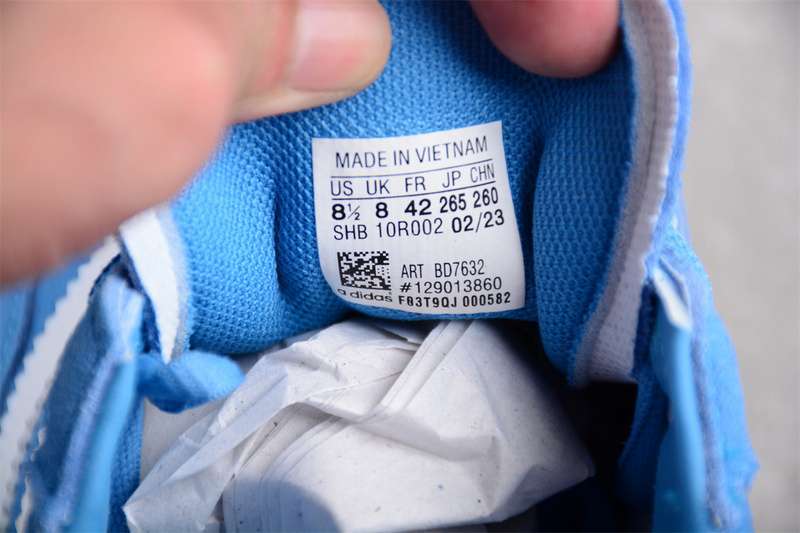 MADE IN VIETNAM
US UK FR JP CHN
8½ 8 42 265 260
SHB 10R002 02/23
ART BD7632
#129013860
adidas F03T9QJ 000582